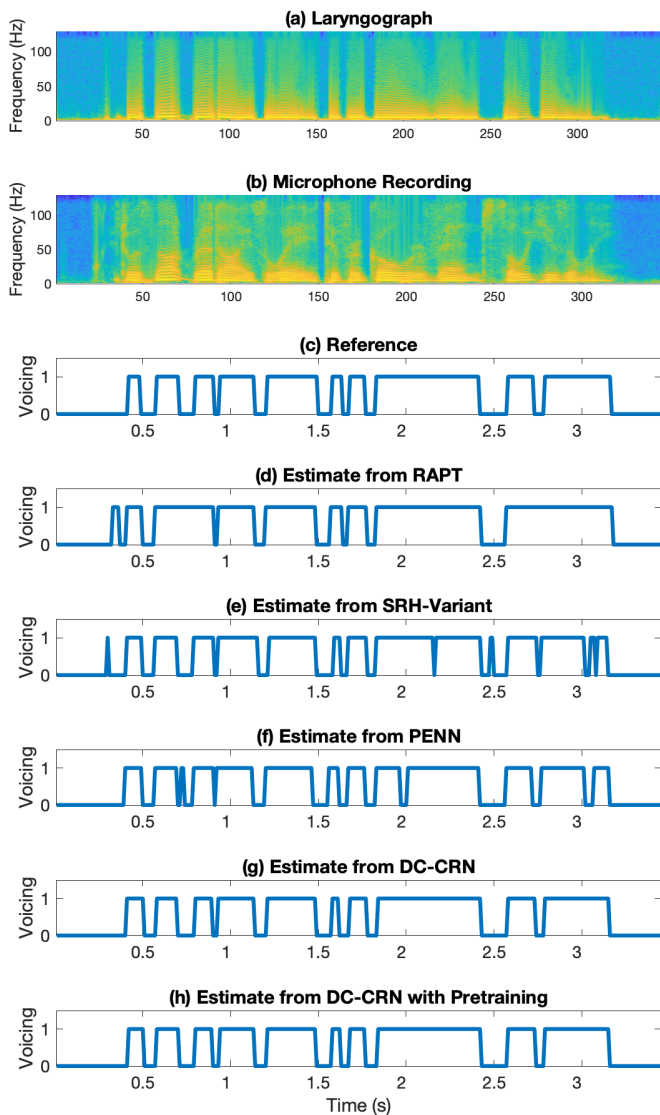 (a) Laryngograph
Frequency (Hz)
100
50
0
50 100 150 200 250 300
(b) Microphone Recording
Frequency (Hz)
100
50
0
50 100 150 200 250 300
(c) Reference
Voicing
1
0
0.5 1 1.5 2 2.5 3
(d) Estimate from RAPT
Voicing
1
0
0.5 1 1.5 2 2.5 3
(e) Estimate from SRH-Variant
Voicing
1
0
0.5 1 1.5 2 2.5 3
(f) Estimate from PENN
Voicing
1
0
0.5 1 1.5 2 2.5 3
(g) Estimate from DC-CRN
Voicing
1
0
0.5 1 1.5 2 2.5 3
(h) Estimate from DC-CRN with Pretraining
Voicing
1
0
0.5 1 1.5 2 2.5 3
Time (s)